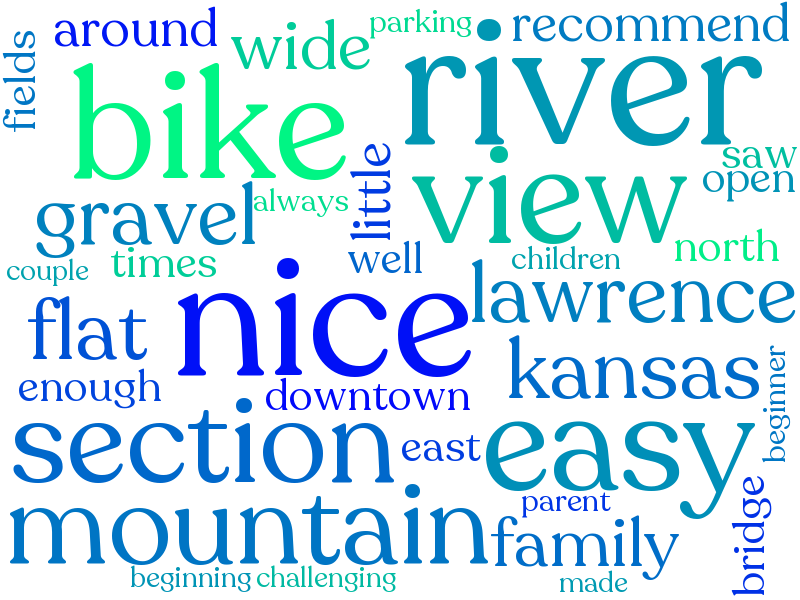 around
wide
parking
recommend
fields
bike
river
saw
open
little
view
gravel
always
north
couple
times
well
children
nice
lawrence
flat
kansas
enough
downtown
beginner
section
east
easy
parent
bridge
mountain
family
beginning
challenging
made